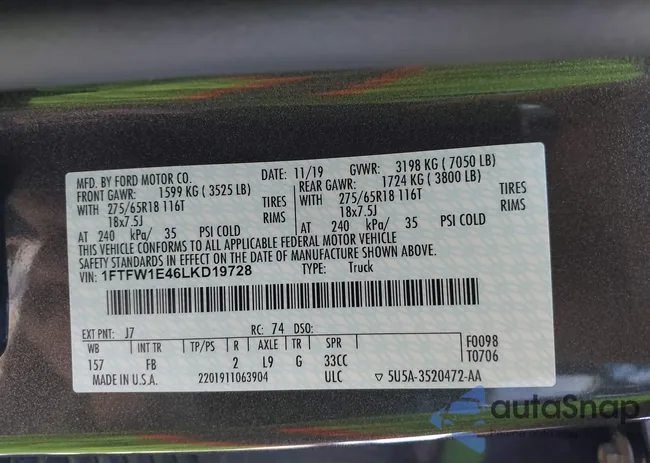 MFD. BY FORD MOTOR CO. DATE: 11/19 GVWR: 3198 KG ( 7050 LB)
FRONT GAWR: 1599 KG ( 3525 LB) REAR GAWR: 1724 KG ( 3800 LB)
WITH 275/65R18 116T TIRES WITH 275/65R18 116T TIRES
18x7.5J RIMS 18x7.5J RIMS
AT 240 kPa/ 35 PSI COLD AT 240 kPa/ 35 PSI COLD
THIS VEHICLE CONFORMS TO ALL APPLICABLE FEDERAL MOTOR VEHICLE
SAFETY STANDARDS IN EFFECT ON THE DATE OF MANUFACTURE SHOWN ABOVE.
VIN: 1FTFW1E46LKD19728 TYPE: Truck
EXT PNT: J7 RC: 74 DSO: F0098
WB INT TR TP/PS R AXLE TR SPR T0706
157 FB 2 L9 G 33CC
MADE IN U.S.A. 2201911063904 ULC ▽ 5U5A-3520472-AA
autaSnap